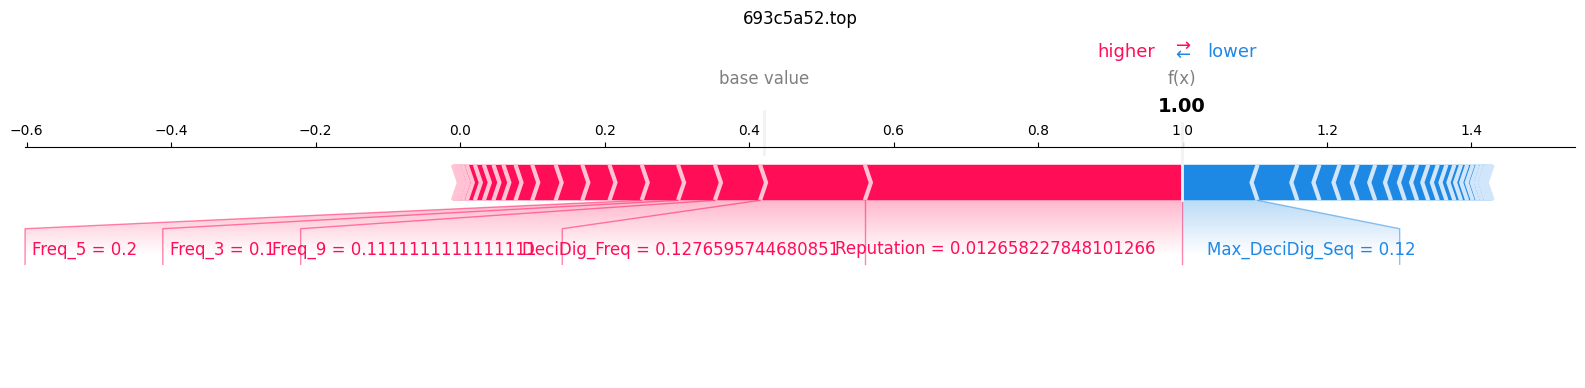 693c5a52.top
higher ⇄ lower
base value f(x)
1.00
−0.6 −0.4 −0.2 0.0 0.2 0.4 0.6 0.8 1.0 1.2 1.4
Freq_5 = 0.2 Freq_3 = 0.1 Freq_9 = 0.1111111111111111 DeciDig_Freq = 0.1276595744680851 Reputation = 0.012658227848101266 Max_DeciDig_Seq = 0.12